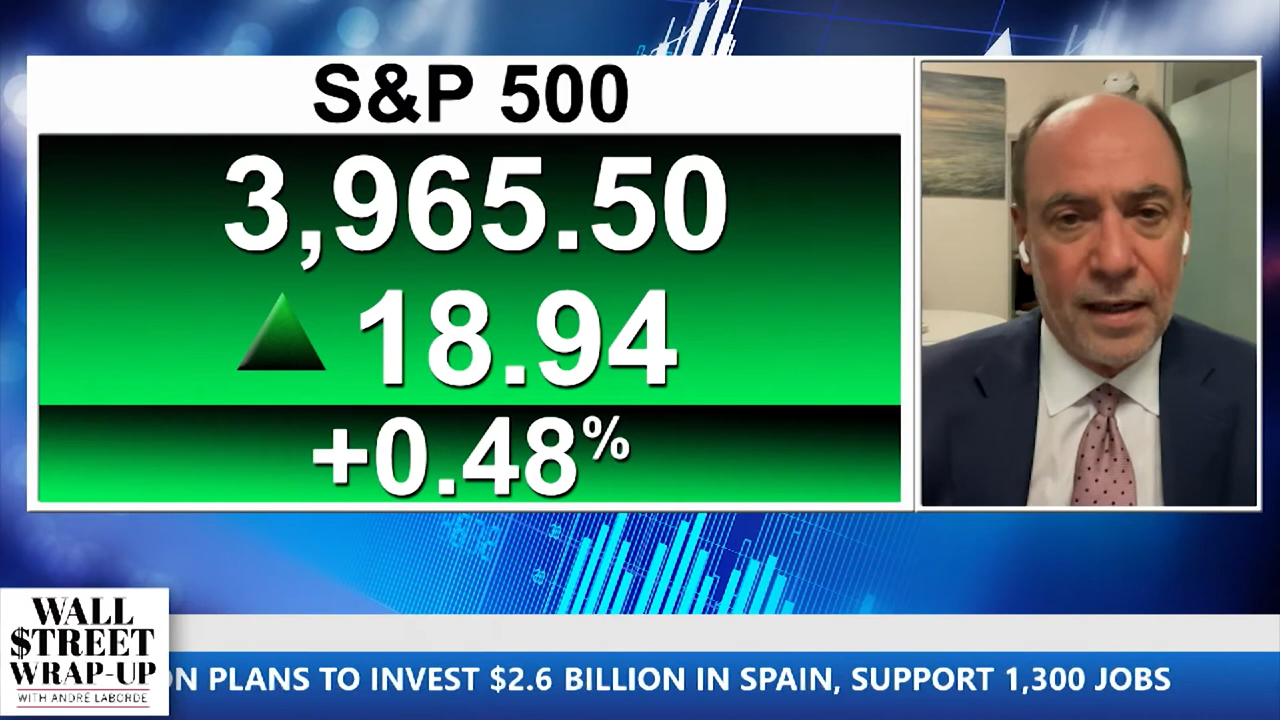 S&P 500
3,965.50
▲ 18.94
+0.48%
WALL
$TREET
WRAP-UP
WITH ANDRÉ LABORDE
PLANS TO INVEST $2.6 BILLION IN SPAIN, SUPPORT 1,300 JOBS